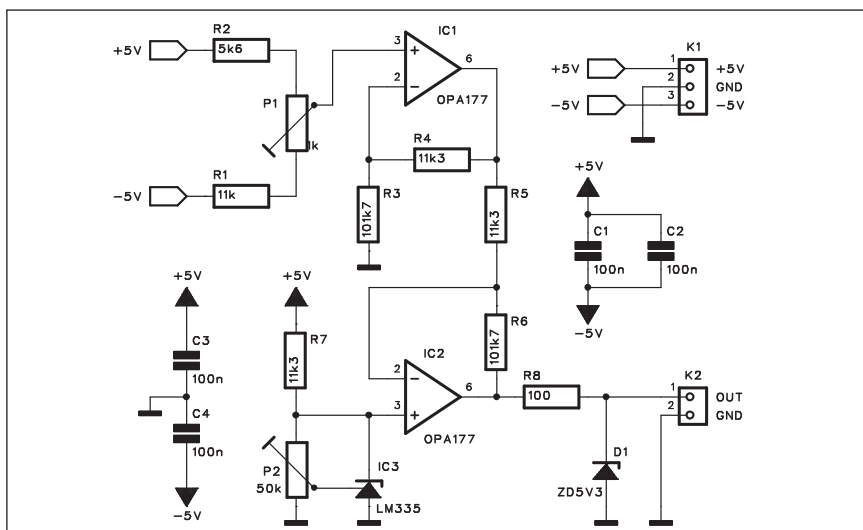 R2
+5V
5k6
P1
1k
-5V
R1
11k
IC1
3
+
2
-
6
OPA177
R4
11k3
R3
101k7
R5
11k3
K1
+5V
1
+5V
2
GND
-5V
3
-5V
+5V
C1
100n
C2
100n
-5V
+5V
C3
100n
C4
100n
-5V
+5V
R7
11k3
P2
50k
IC3
LM335
IC2
2
-
3
+
6
OPA177
R6
101k7
R8
100
D1
ZD5V3
K2
1
OUT
2
GND